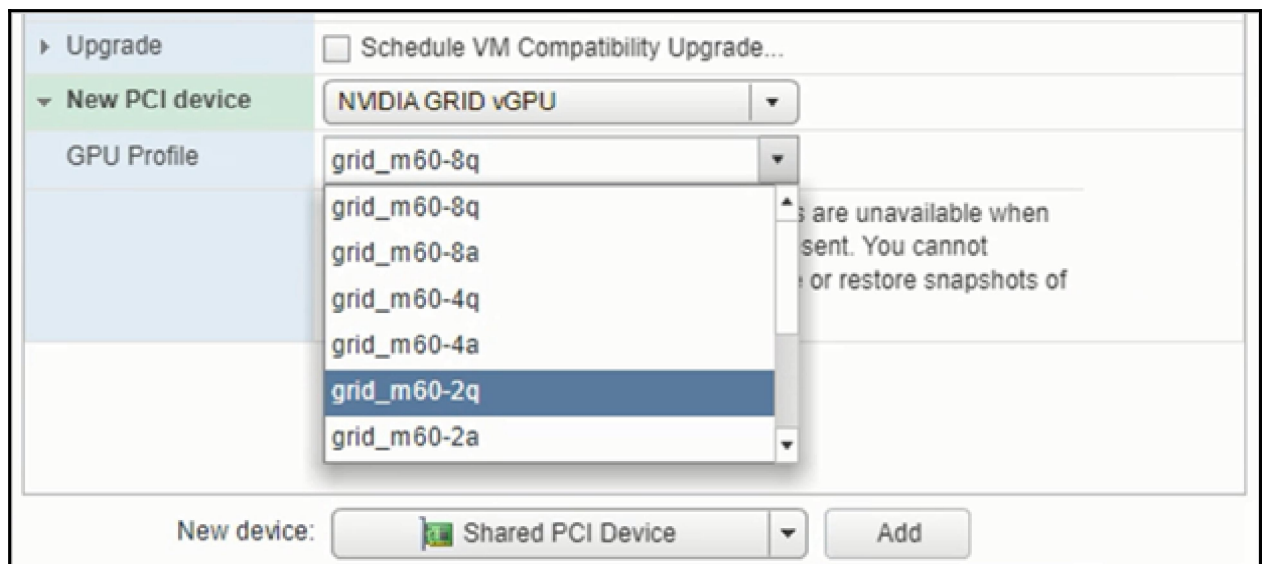 Upgrade
Schedule VM Compatibility Upgrade...
New PCI device
NVIDIA GRID vGPU
GPU Profile
grid_m60-8q
grid_m60-8q
grid_m60-8a
grid_m60-4q
grid_m60-4a
grid_m60-2q
grid_m60-2a
are unavailable when
sent. You cannot
or restore snapshots of
New device:
Shared PCI Device
Add